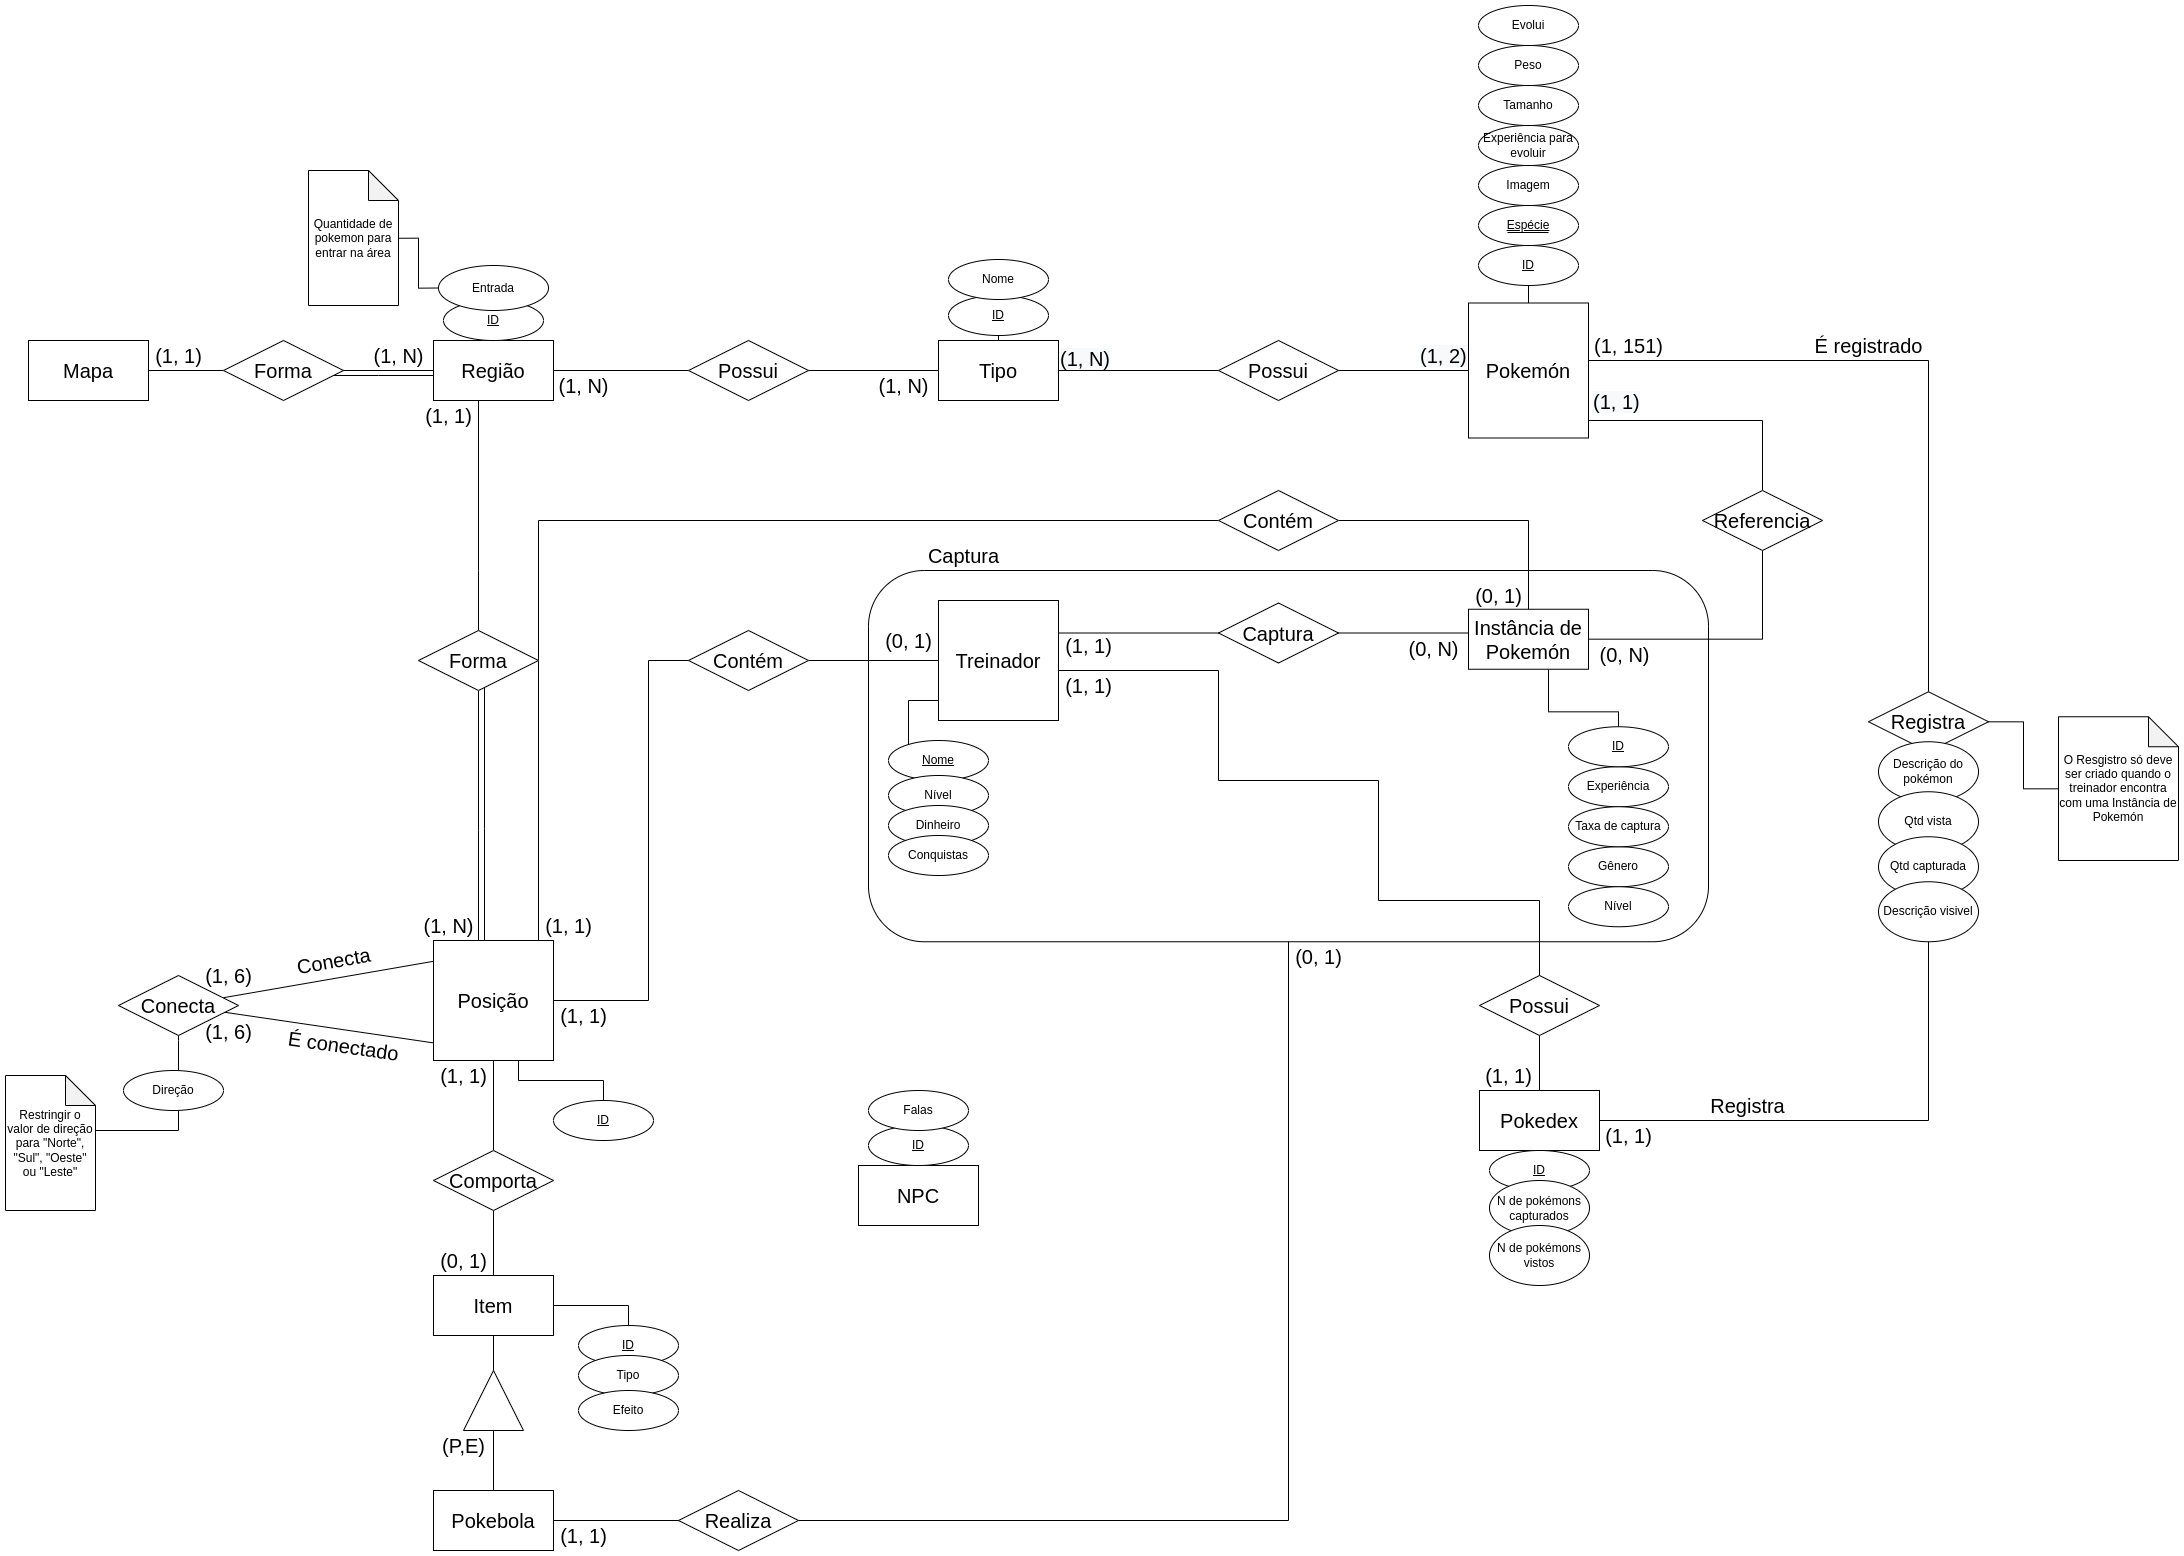 Evolui
Peso
Tamanho
Experiência para
evoluir
Imagem
Espécie
ID
Quantidade de
pokemon para
entrar na área
Entrada
ID
Nome
ID
Mapa
(1, 1)
Forma
(1, N)
Região
(1, N)
Possui
(1, N)
Tipo
(1, N)
Possui
(1, 2)
Pokemón
(1, 151)
É registrado
(1, 1)
(1, 1)
Contém
Referencia
Captura
Forma
Contém
(0, 1)
Treinador
(1, 1)
(1, 1)
Captura
(0, N)
(0, 1)
Instância de
Pokemón
(0, N)
Nome
Nível
Dinheiro
Conquistas
ID
Experiência
Taxa de captura
Gênero
Nível
Registra
Descrição do
pokémon
Qtd vista
Qtd capturada
Descrição visivel
O Resgistro só deve
ser criado quando o
treinador encontra
com uma Instância de
Pokemón
(1, N)
(1, 1)
Conecta
(1, 6)
Conecta
(1, 6)
É conectado
Posição
(1, 1)
(0, 1)
Possui
Direção
Restringir o
valor de direção
para "Norte",
"Sul", "Oeste"
ou "Leste"
(1, 1)
ID
Comporta
Falas
ID
NPC
(1, 1)
Pokedex
Registra
(1, 1)
ID
N de pokémons
capturados
N de pokémons
vistos
(0, 1)
Item
ID
Tipo
Efeito
(P,E)
Pokebola
(1, 1)
Realiza